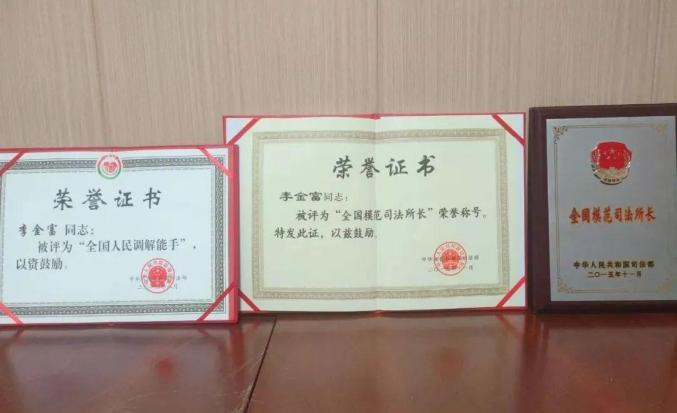 荣誉证书
李金富 同志：
被评为“全国人民调解能手”，
以资鼓励。
荣誉证书
李金富同志：
被评为“全国模范司法所长”荣誉称号。
特发此证，以兹鼓励。
全国模范司法所长
中华人民共和国司法部
二〇一五年十一月